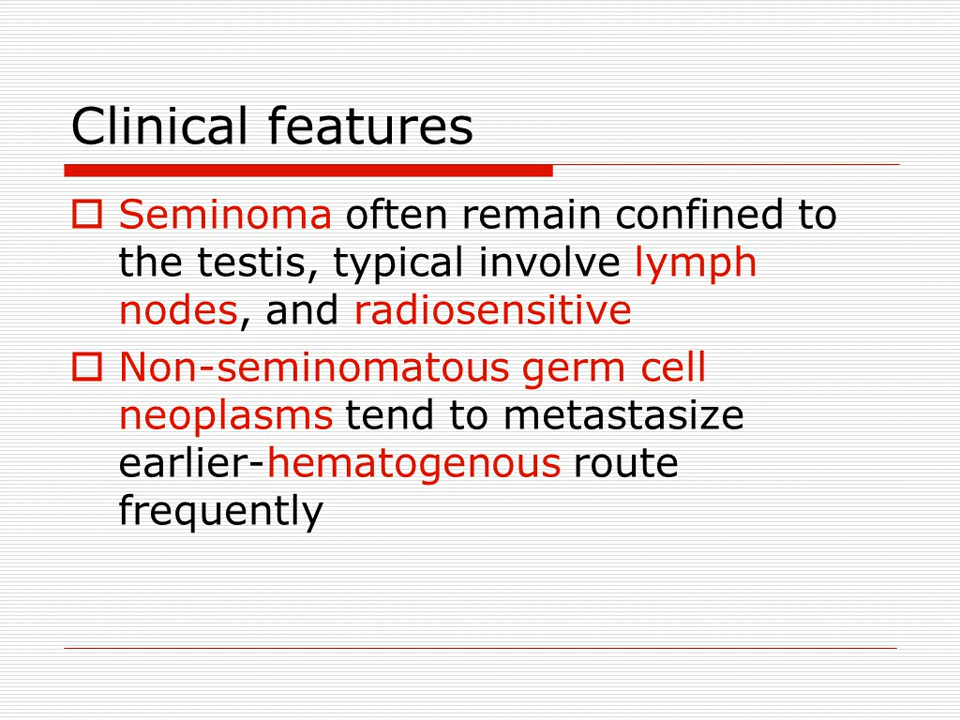 Clinical features
Seminoma often remain confined to
the testis, typical involve lymph
nodes, and radiosensitive
Non-seminomatous germ cell
neoplasms tend to metastasize
earlier-hematogenous route
frequently